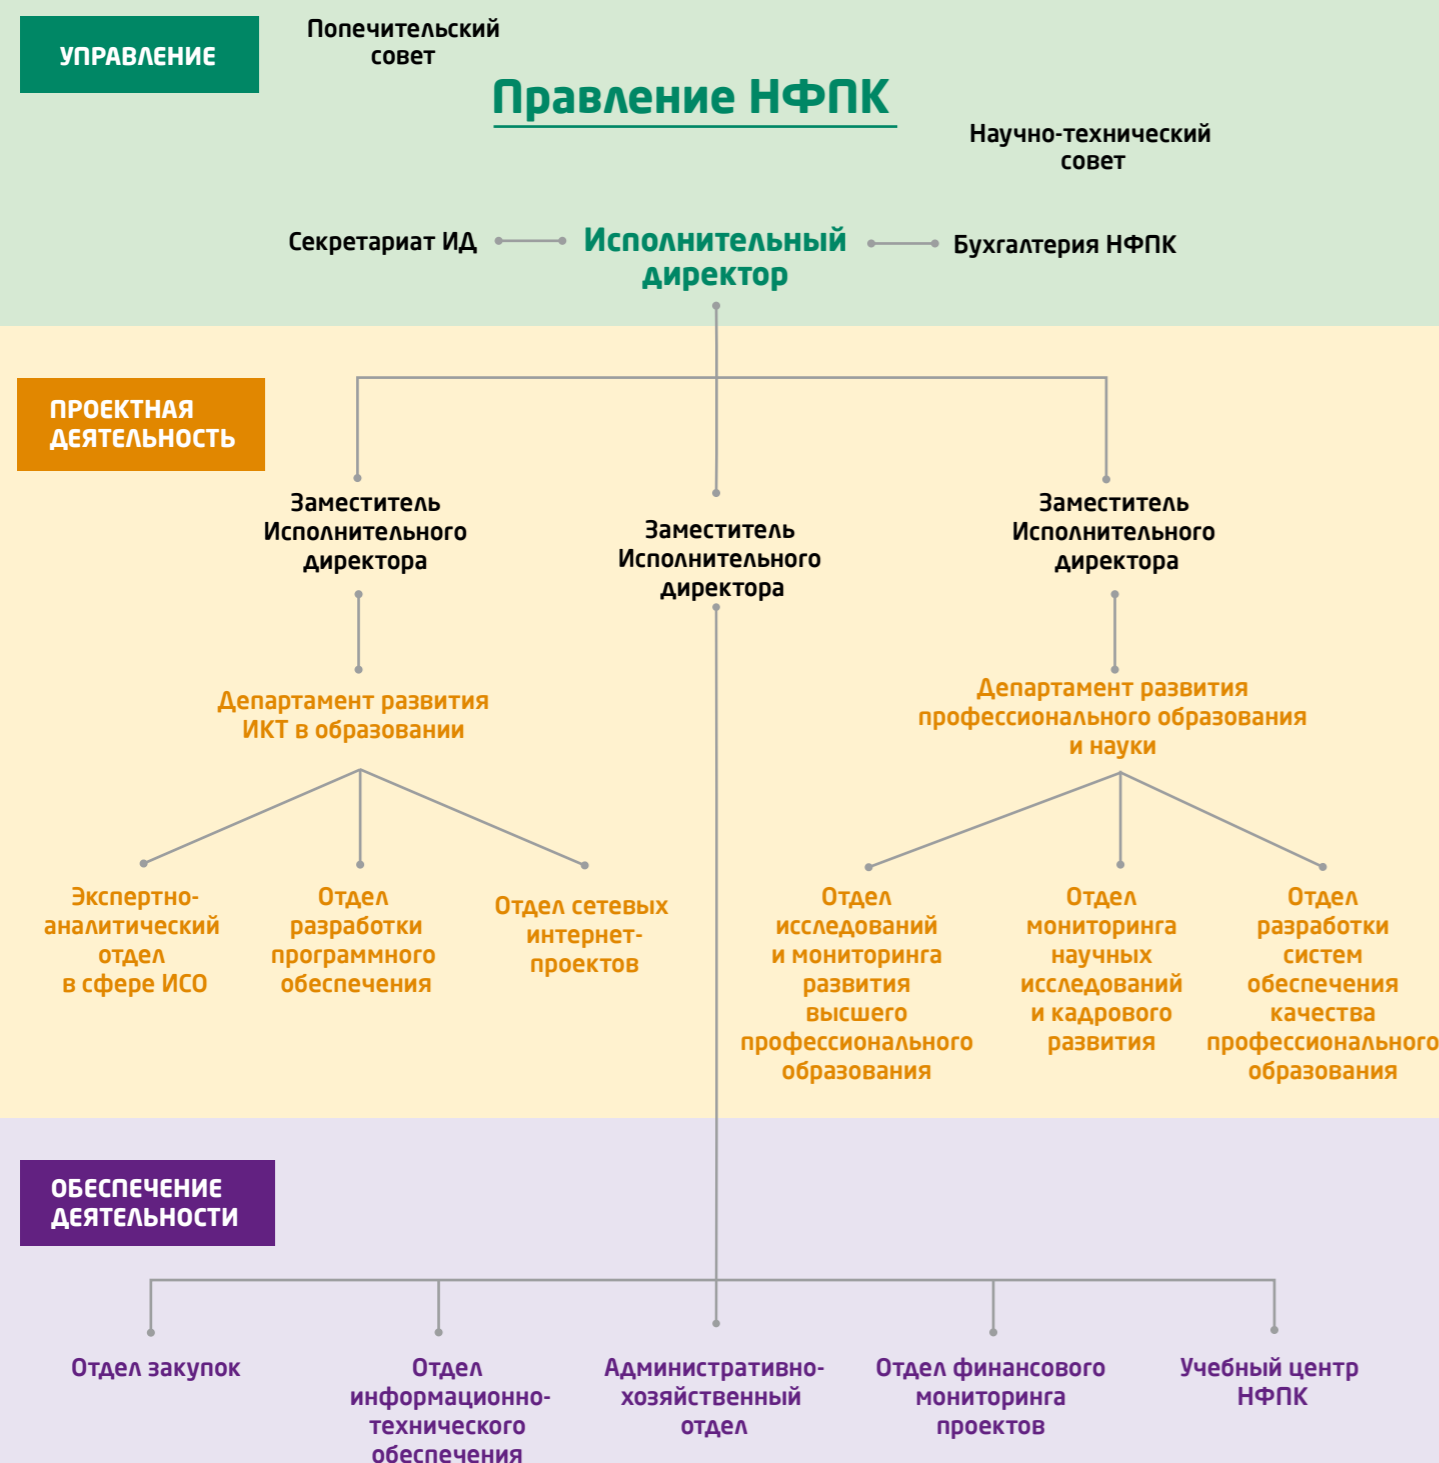 УПРАВЛЕНИЕ
Попечительский
совет
Правление НФПК
Научно-технический
совет
Секретариат ИД
Исполнительный
директор
Бухгалтерия НФПК
ПРОЕКТНАЯ
ДЕЯТЕЛЬНОСТЬ
Заместитель
Исполнительного
директора
Заместитель
Исполнительного
директора
Заместитель
Исполнительного
директора
Департамент развития
ИКТ в образовании
Департамент развития
профессионального образования
и науки
Экспертно-
аналитический
отдел
в сфере ИСО
Отдел
разработки
программного
обеспечения
Отдел сетевых
интернет-
проектов
Отдел
исследований
и мониторинга
развития
высшего
профессионального
образования
Отдел
мониторинга
научных
исследований
и кадрового
развития
Отдел
разработки
систем
обеспечения
качества
профессионального
образования
ОБЕСПЕЧЕНИЕ
ДЕЯТЕЛЬНОСТИ
Отдел закупок
Отдел
информационно-
технического
обеспечения
Административно-
хозяйственный
отдел
Отдел финансового
мониторинга
проектов
Учебный центр
НФПК